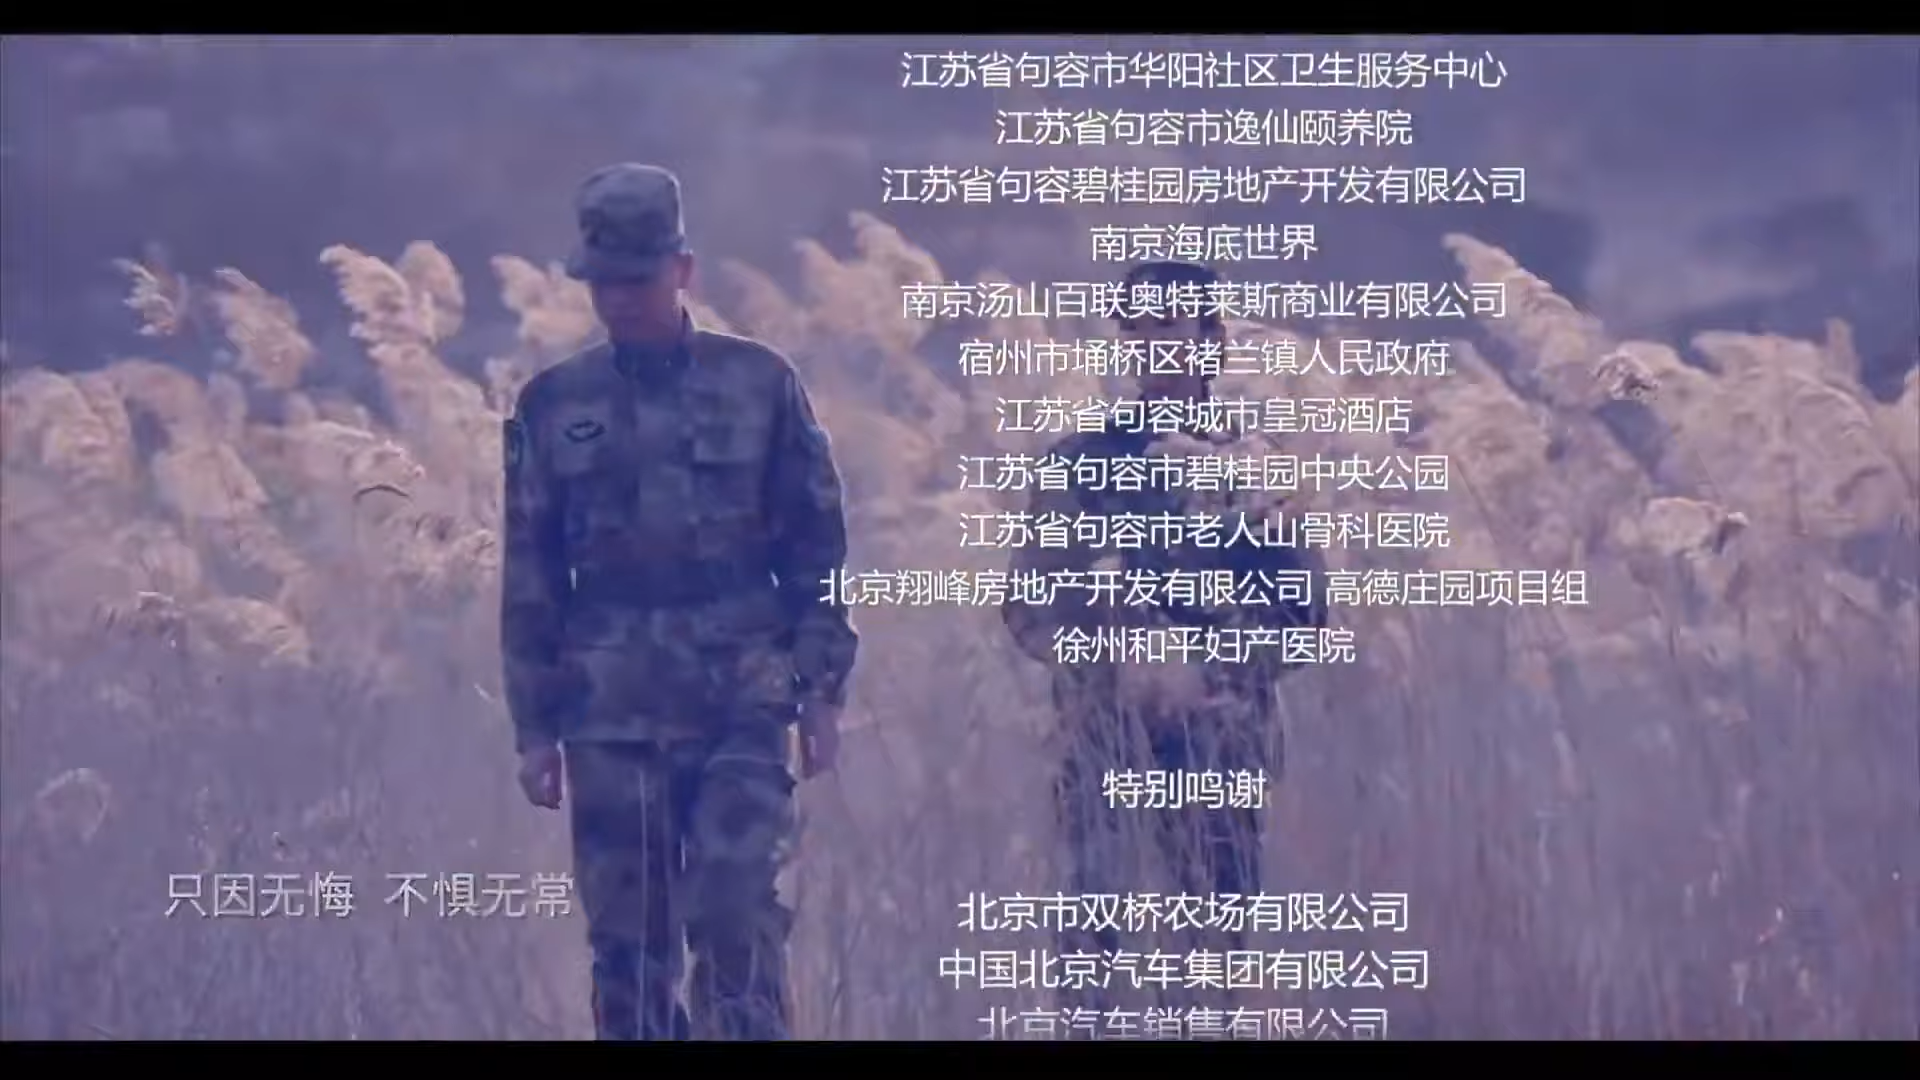 江苏省句容市华阳社区卫生服务中心
江苏省句容市逸仙颐养院
江苏省句容碧桂园房地产开发有限公司
南京海底世界
南京汤山百联奥特莱斯商业有限公司
宿州市埇桥区褚兰镇人民政府
江苏省句容城市皇冠酒店
江苏省句容市碧桂园中央公园
江苏省句容市老人山骨科医院
北京翔峰房地产开发有限公司 高德庄园项目组
徐州和平妇产医院
特别鸣谢
只因无悔 不惧无常
北京市双桥农场有限公司
中国北京汽车集团有限公司
北京汽车销售有限公司